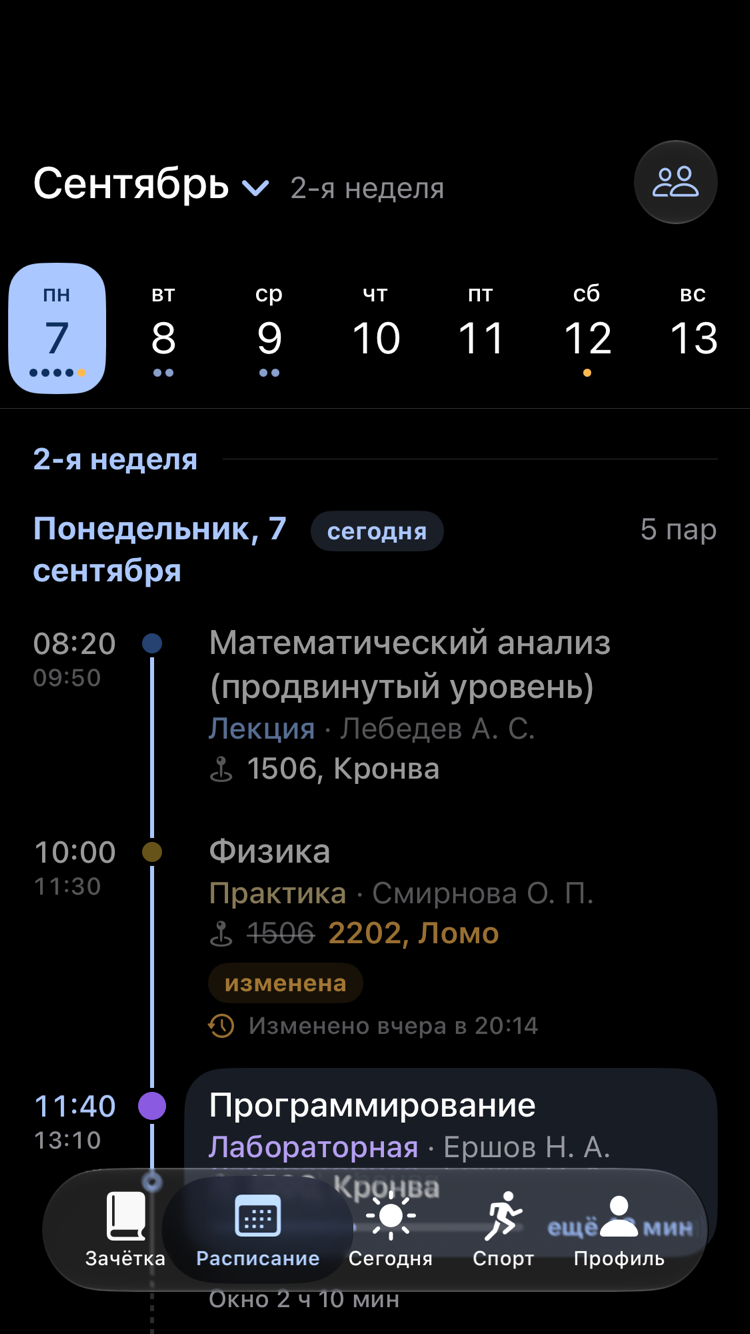 Сентябрь 2-я неделя
пн вт ср чт пт сб вс
7 8 9 10 11 12 13
2-я неделя
Понедельник, 7 сегодня 5 пар
сентября
08:20 Математический анализ
09:50 (продвинутый уровень)
Лекция · Лебедев А. С.
1506, Кронва
10:00 Физика
11:30 Практика · Смирнова О. П.
1506 2202, Ломо
изменена
Изменено вчера в 20:14
11:40 Программирование
13:10 Лабораторная · Ершов Н. А.
Кронва
ещё мин
Зачётка Расписание Сегодня Спорт Профиль
Окно 2 ч 10 мин